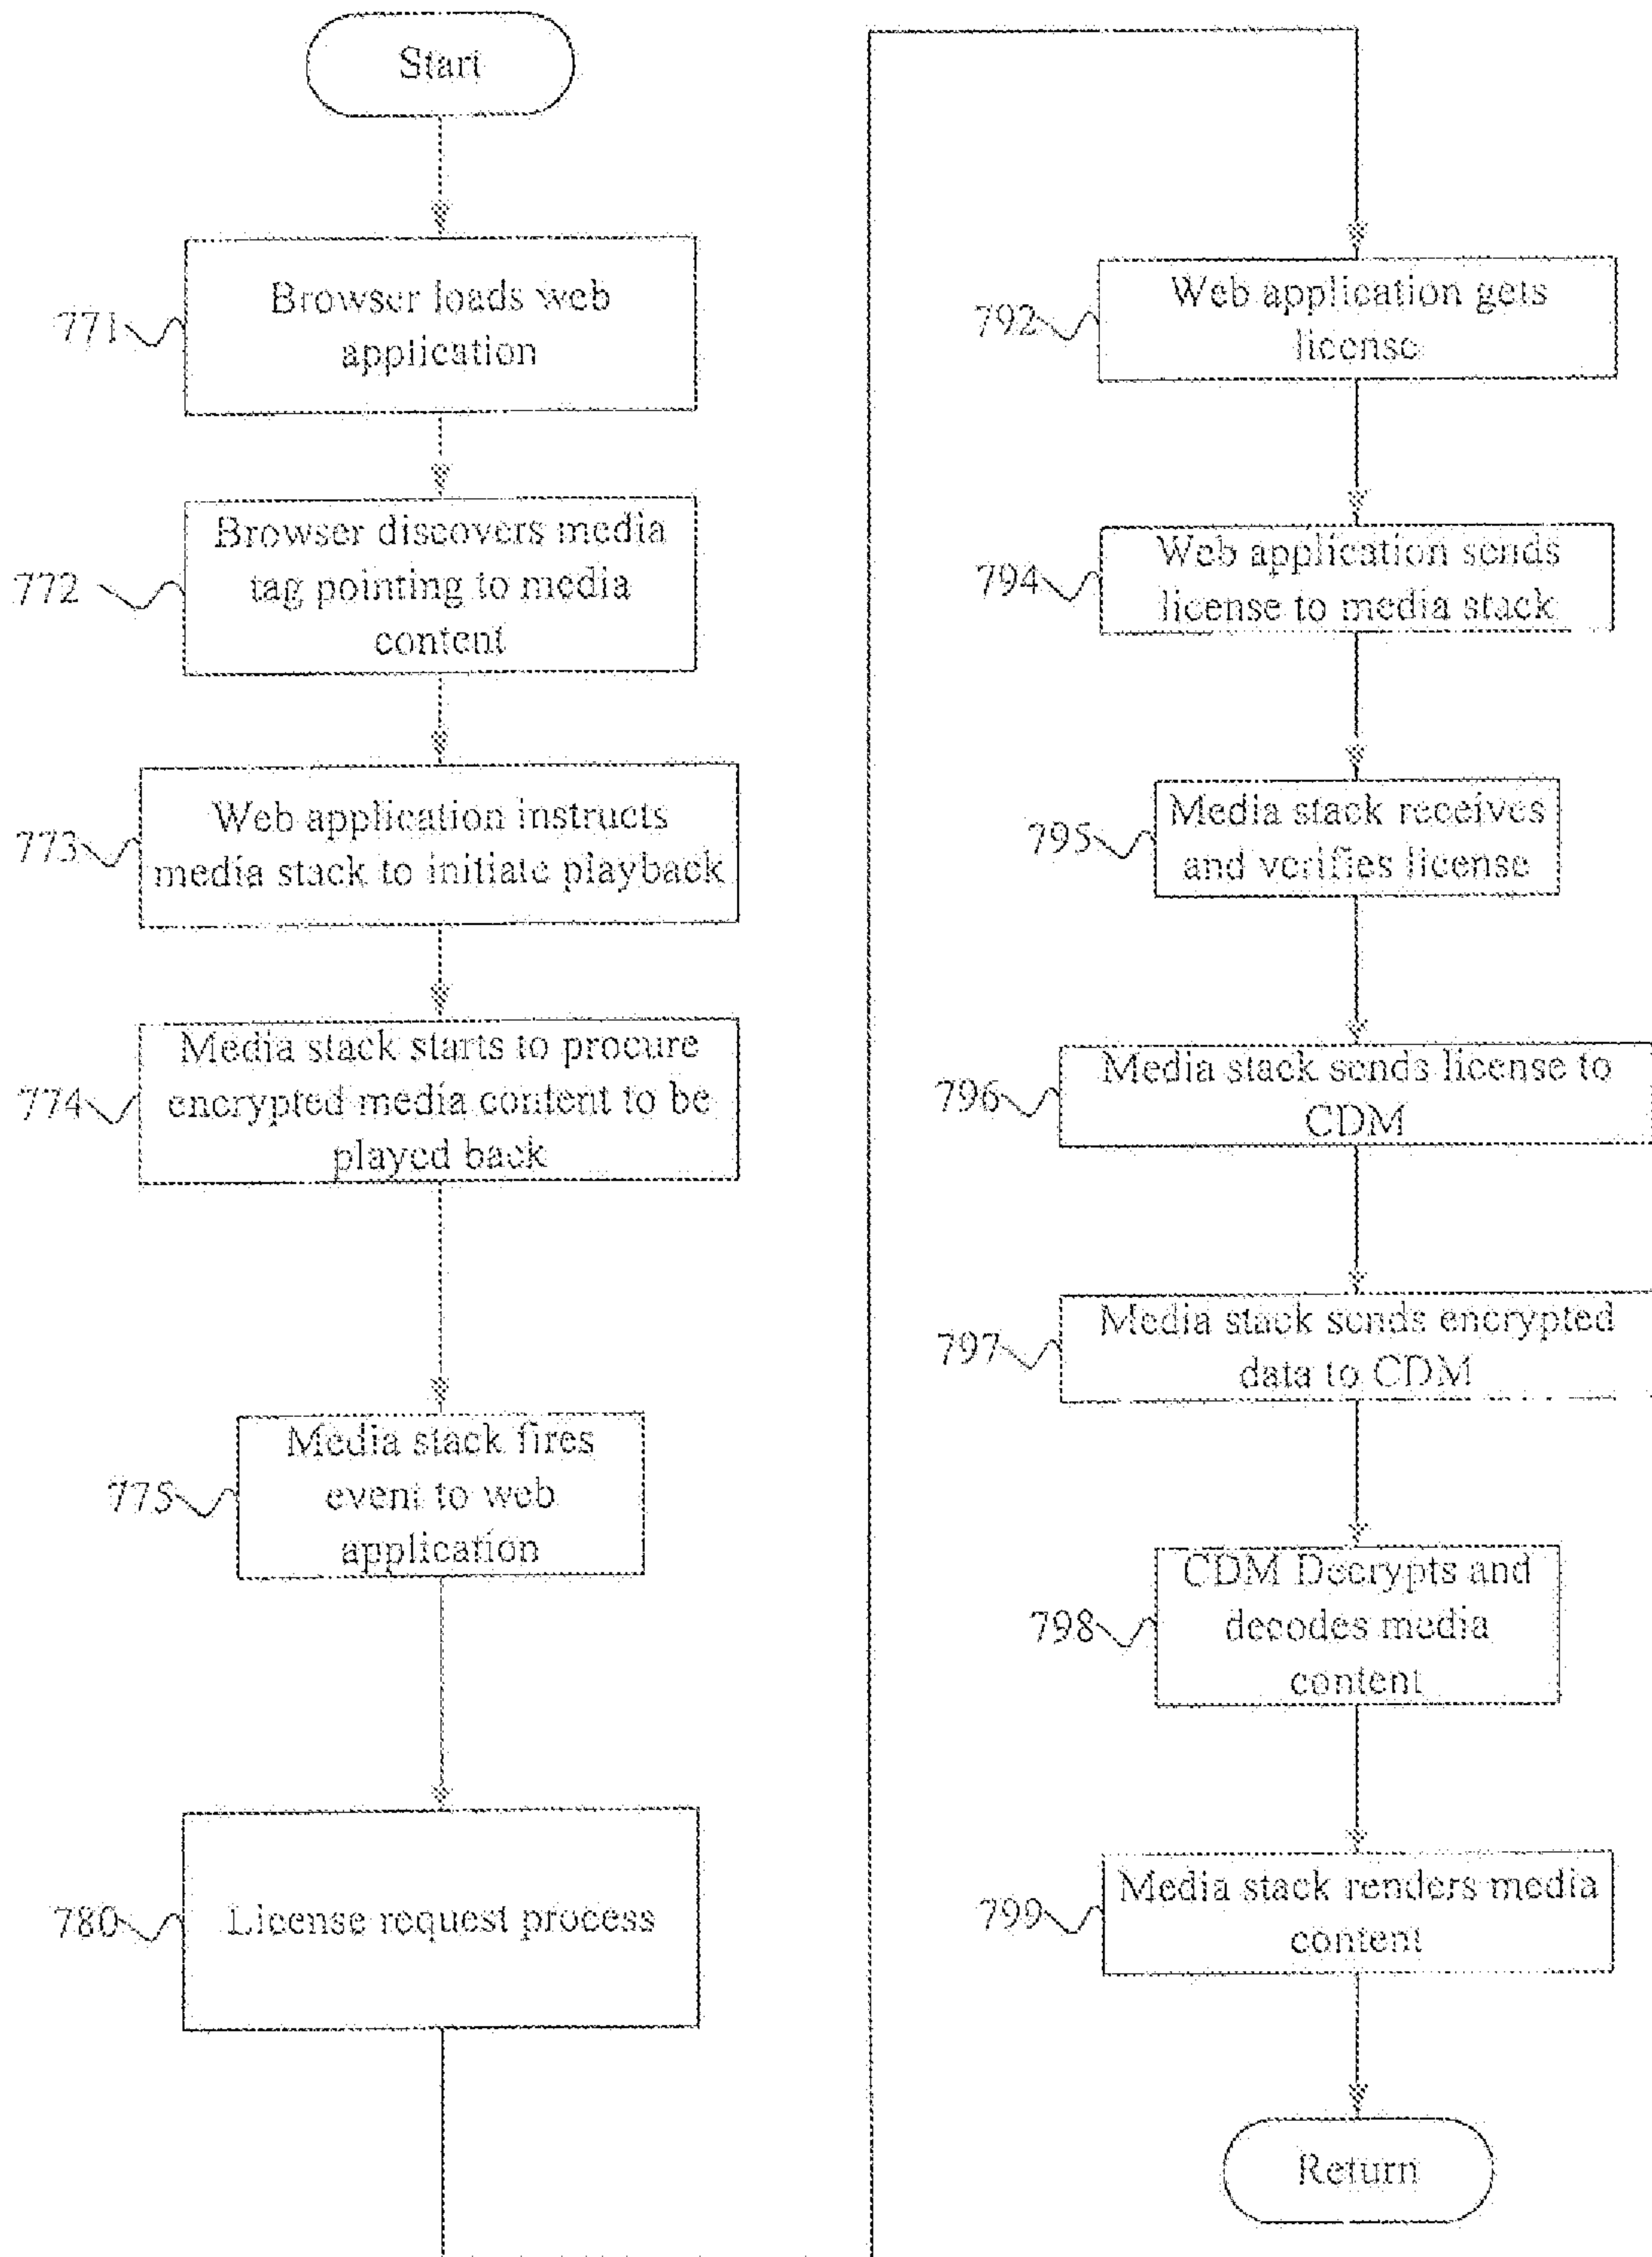 Start
771
Browser loads web
application
772
Browser discovers media
tag pointing to media
content
773
Web application instructs
media stack to initiate playback
774
Media stack starts to procure
encrypted media content to be
played back
775
Media stack fires
event to web
application
780
License request process
792
Web application gets
license
794
Web application sends
license to media stack
795
Media stack receives
and verifies license
796
Media stack sends license to
CDM
797
Media stack sends encrypted
data to CDM
798
CDM Decrypts and
decodes media
content
799
Media stack renders media
content
Return